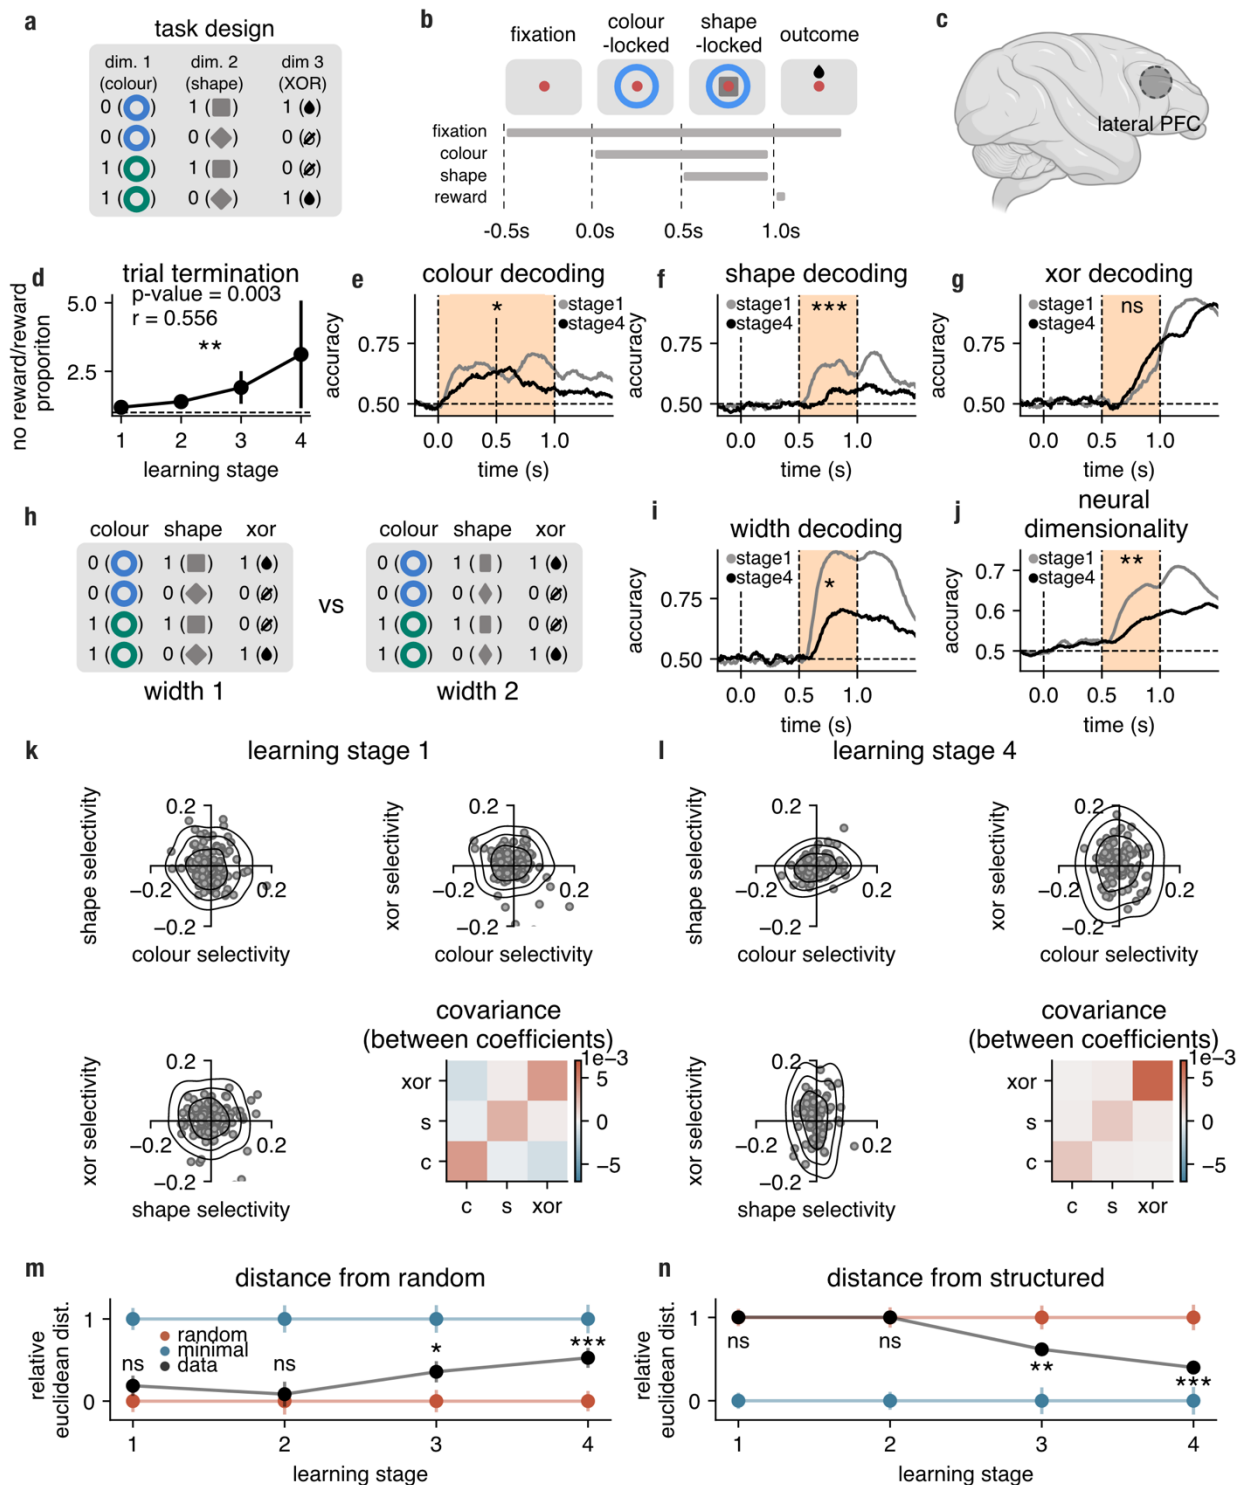 a
task design
dim. 1 dim. 2 dim 3
(colour) (shape) (XOR)
0 ( ) 1 ( ) 1 ( )
0 ( ) 0 ( ) 0 ( )
1 ( ) 1 ( ) 0 ( )
1 ( ) 0 ( ) 1 ( )
b
fixation colour -locked shape -locked outcome
fixation
colour
shape
reward
-0.5s 0.0s 0.5s 1.0s
c
lateral PFC
d
trial termination
p-value = 0.003
r = 0.556
**
no reward/reward
proporiton
5.0
2.5
1 2 3 4
learning stage
e
colour decoding
stage1
stage4
*
accuracy
0.75
0.50
0.0 0.5 1.0
time (s)
f
shape decoding
stage1
stage4
***
accuracy
0.75
0.50
0.0 0.5 1.0
time (s)
g
xor decoding
stage1
stage4
ns
accuracy
0.75
0.50
0.0 0.5 1.0
time (s)
h
colour shape xor
0 ( ) 1 ( ) 1 ( )
0 ( ) 0 ( ) 0 ( )
1 ( ) 1 ( ) 0 ( )
1 ( ) 0 ( ) 1 ( )
width 1
vs
colour shape xor
0 ( ) 1 ( ) 1 ( )
0 ( ) 0 ( ) 0 ( )
1 ( ) 1 ( ) 0 ( )
1 ( ) 0 ( ) 1 ( )
width 2
i
width decoding
stage1
stage4
*
accuracy
0.75
0.50
0.0 0.5 1.0
time (s)
j
neural
dimensionality
stage1
stage4
**
accuracy
0.7
0.6
0.5
0.0 0.5 1.0
time (s)
k
learning stage 1
shape selectivity
0.2
−0.2 0.2
−0.2
colour selectivity
xor selectivity
0.2
−0.2 0.2
−0.2
colour selectivity
xor selectivity
0.2
−0.2 0.2
−0.2
shape selectivity
covariance
(between coefficients)
1e−3
xor
s
c
c s xor
5
0
−5
l
learning stage 4
shape selectivity
0.2
−0.2 0.2
−0.2
colour selectivity
xor selectivity
0.2
−0.2 0.2
−0.2
colour selectivity
xor selectivity
0.2
−0.2 0.2
−0.2
shape selectivity
covariance
(between coefficients)
1e−3
xor
s
c
c s xor
5
0
−5
m
distance from random
relative
euclidean dist.
1
0
random
minimal
data
ns ns * ***
1 2 3 4
learning stage
n
distance from structured
relative
euclidean dist.
1
0
ns ns ** ***
1 2 3 4
learning stage